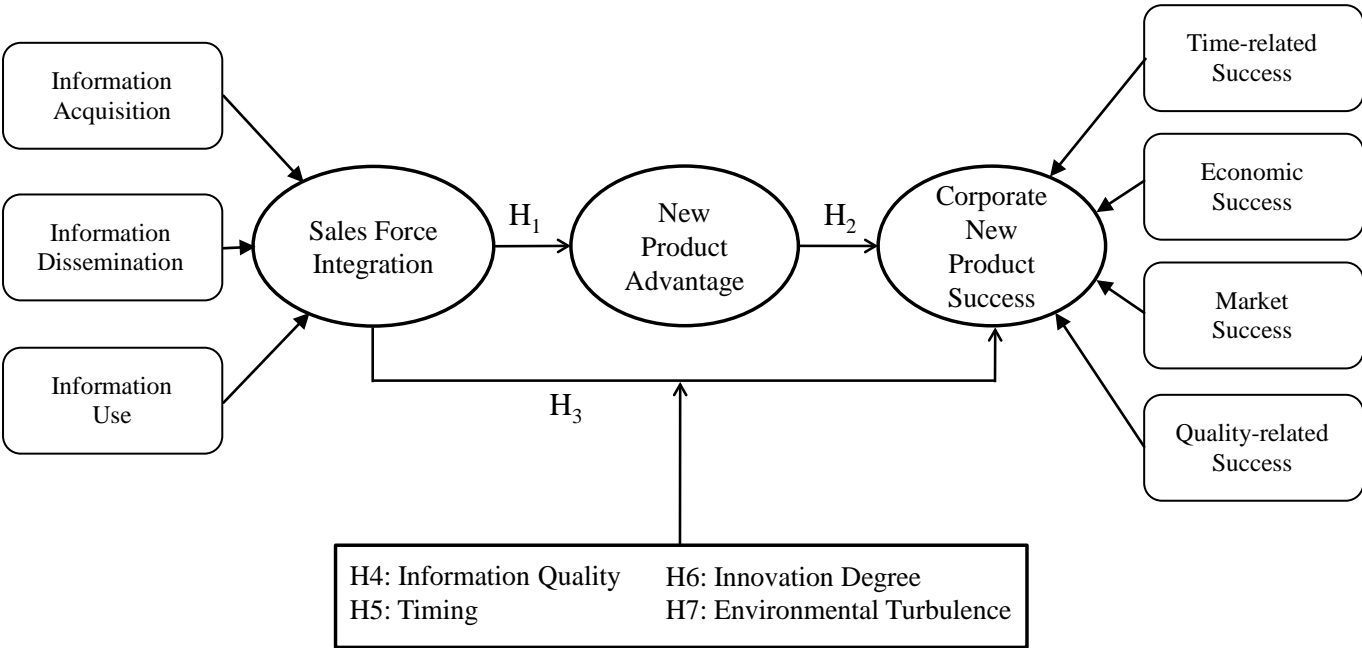 Information
Acquisition
Information
Dissemination
Information
Use
Sales Force
Integration
H1
New
Product
Advantage
H2
Corporate
New
Product
Success
H3
Time-related
Success
Economic
Success
Market
Success
Quality-related
Success
H4: Information Quality
H6: Innovation Degree
H5: Timing
H7: Environmental Turbulence